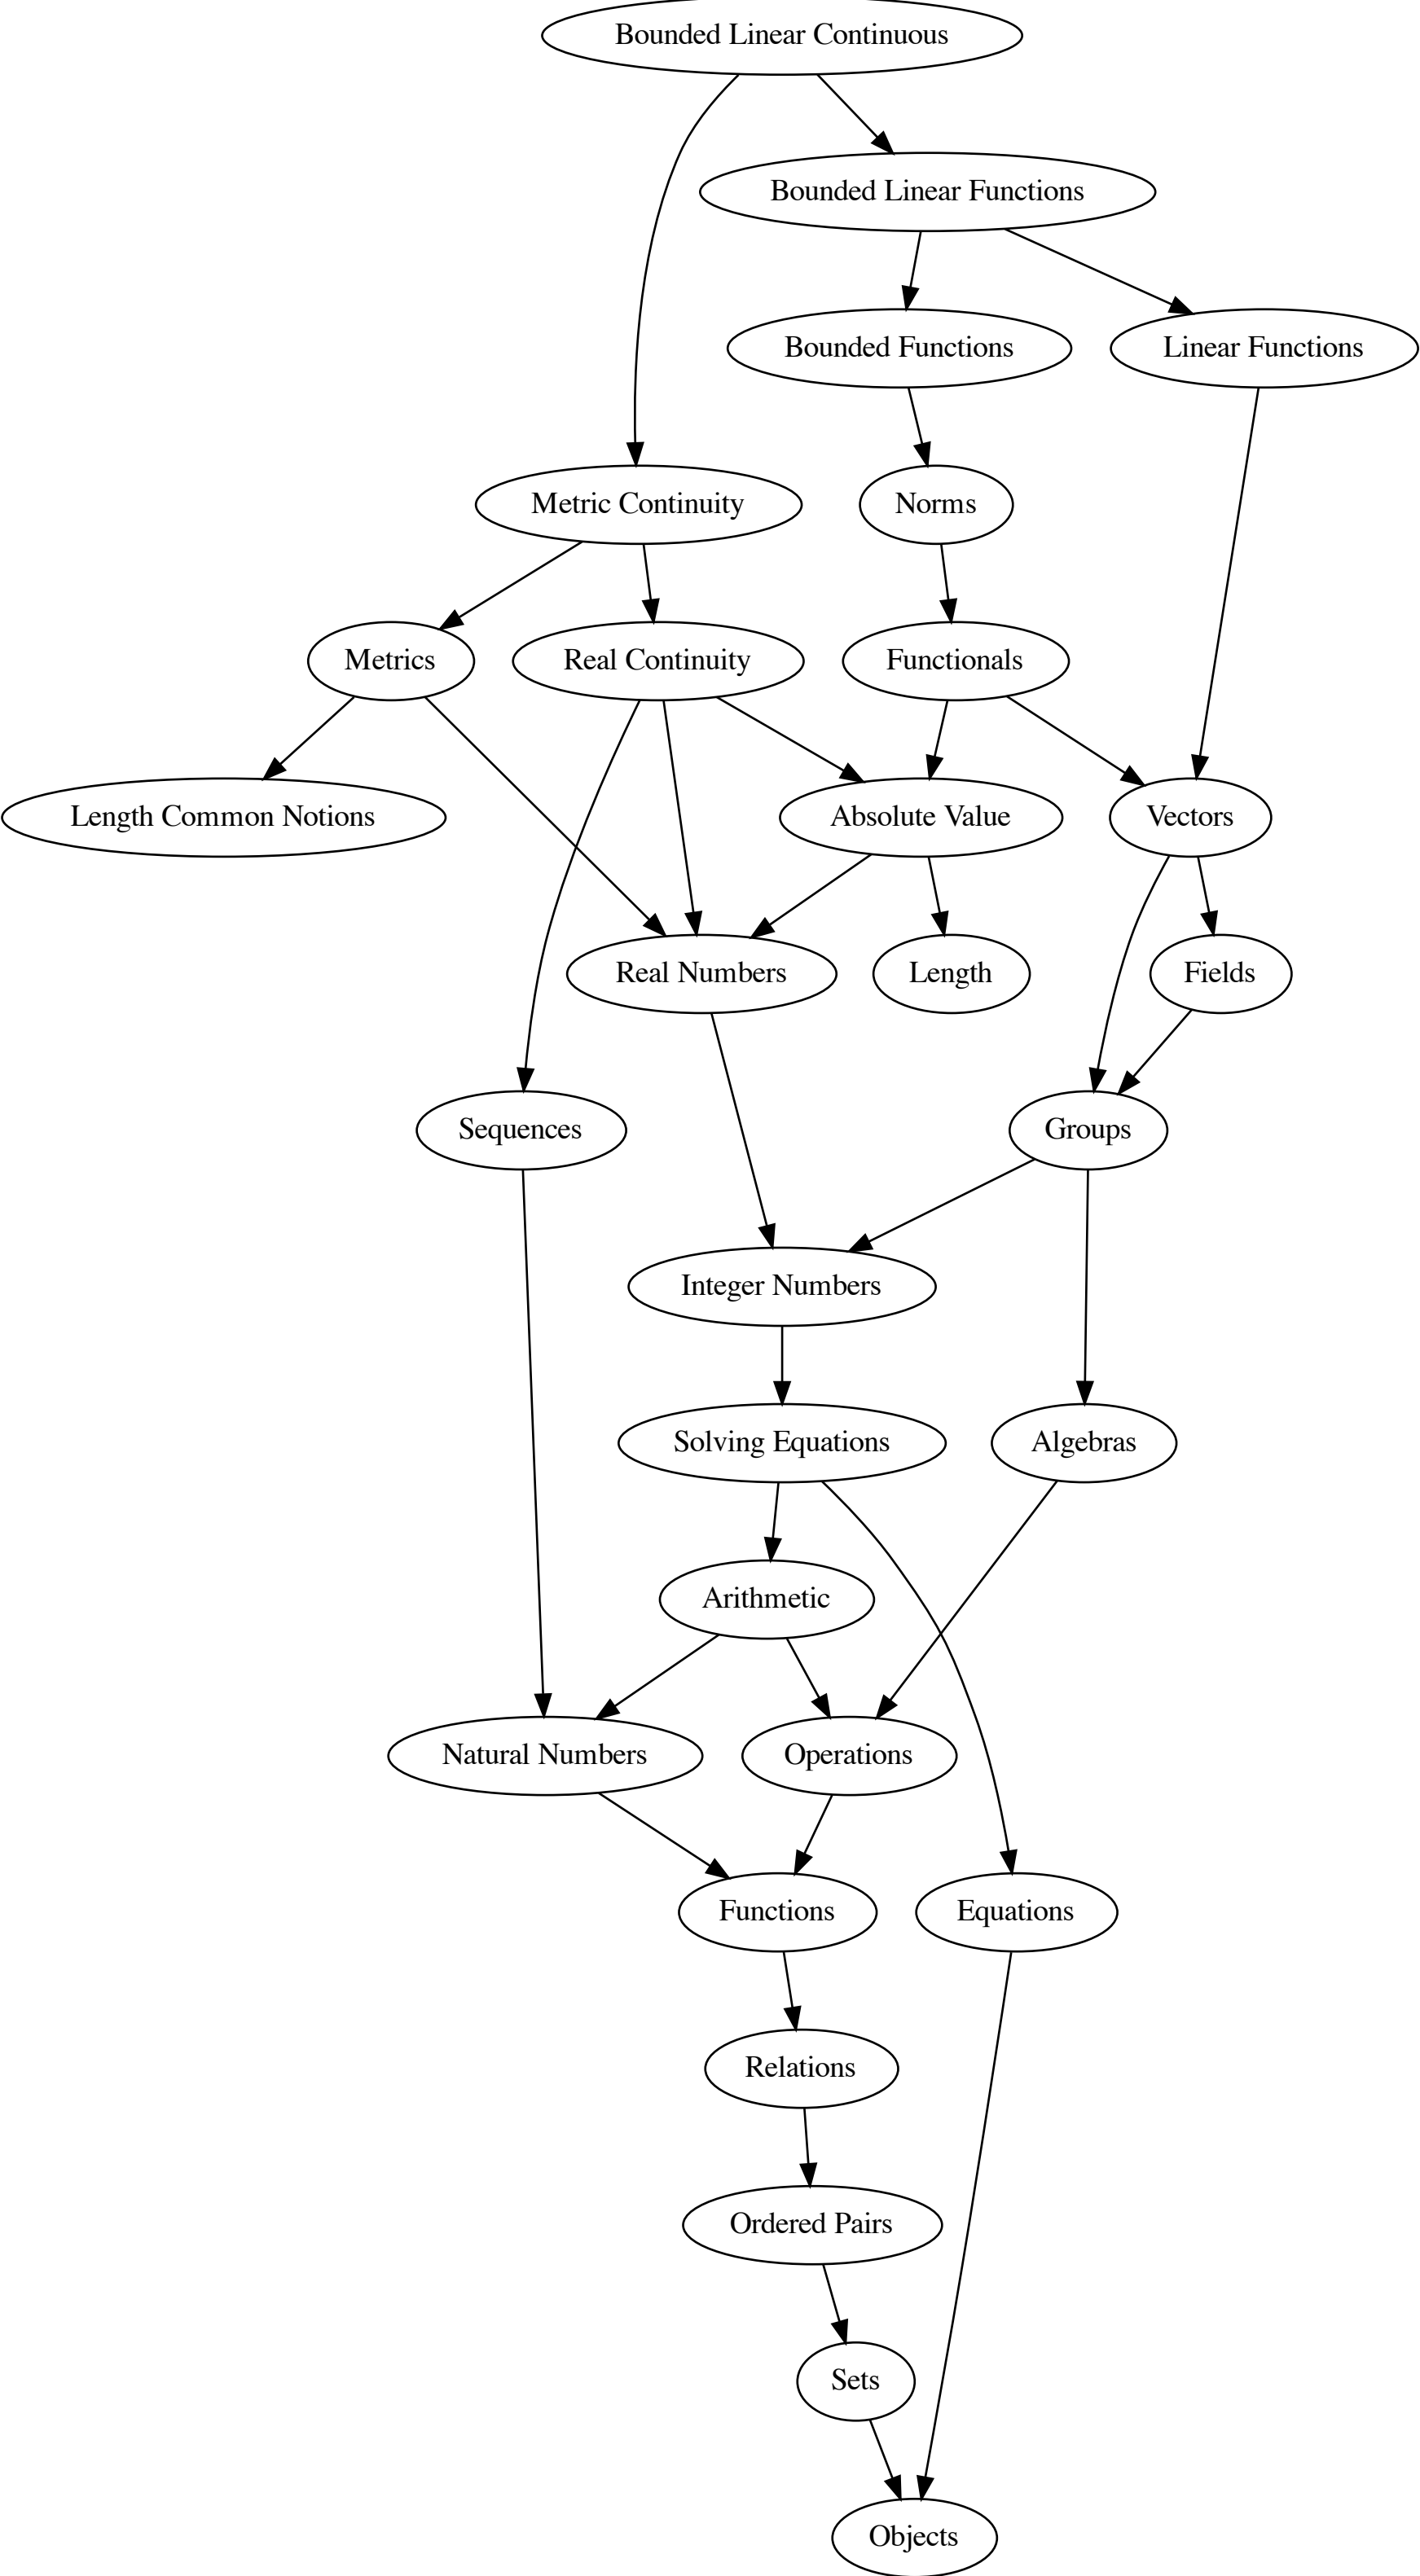 Bounded Linear Continuous
Bounded Linear Functions
Bounded Functions
Linear Functions
Metric Continuity
Norms
Metrics
Real Continuity
Functionals
Length Common Notions
Absolute Value
Vectors
Real Numbers
Length
Fields
Sequences
Groups
Integer Numbers
Solving Equations
Algebras
Arithmetic
Natural Numbers
Operations
Functions
Equations
Relations
Ordered Pairs
Sets
Objects